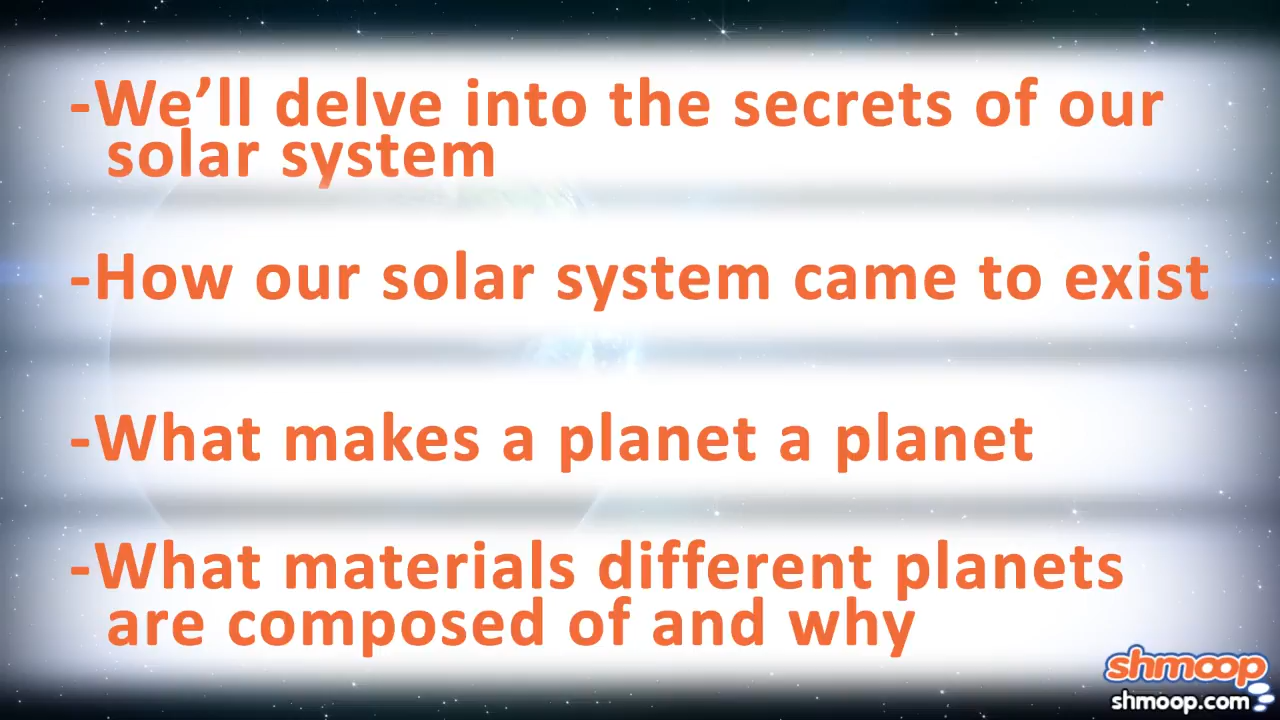 -We’ll delve into the secrets of our
solar system
-How our solar system came to exist
-What makes a planet a planet
-What materials different planets
are composed of and why
shmoop
shmoop.com